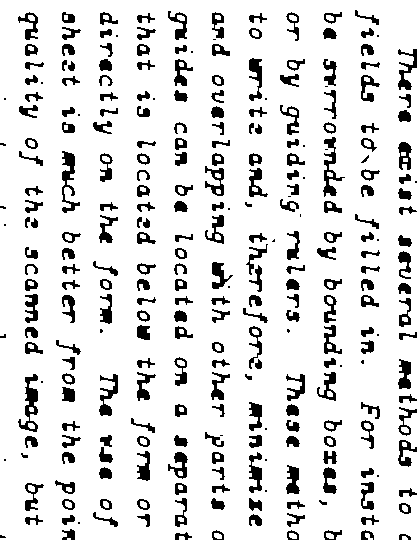 There exist several methods to d
fields to be filled in. For insta
be surrounded by bounding boxes, b
or by guiding rulers. These metho
to write and, therefore, minimise
and overlapping with other parts o
guides can be located on a separat
that is located below the form or
directly on the form. The use of
sheet is much better from the poin
quality of the scanned image, but